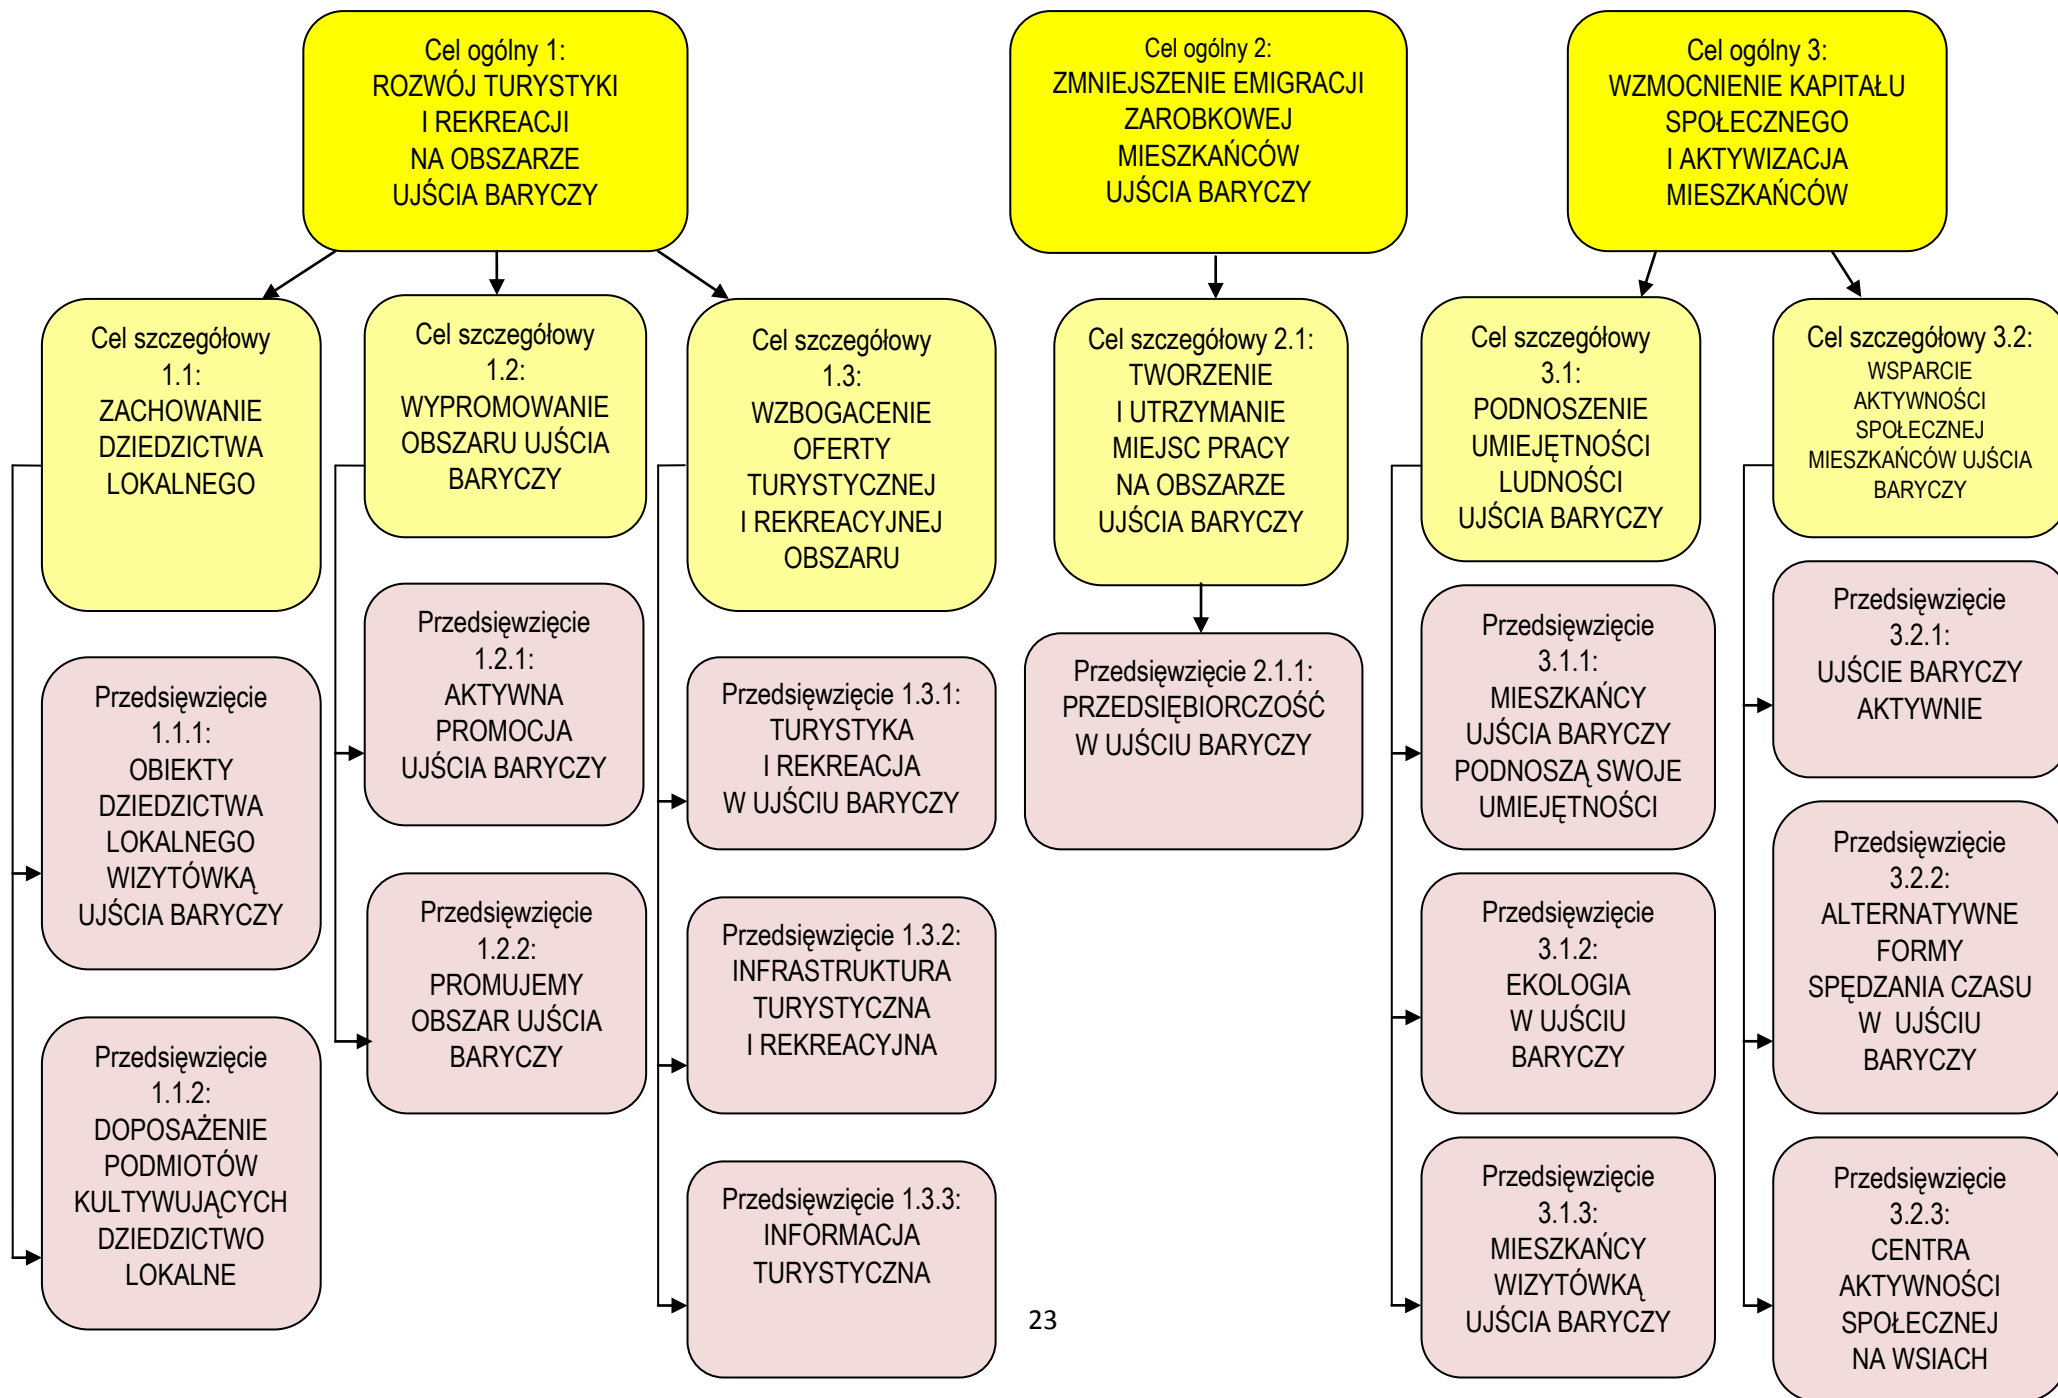 Cel ogólny 1:
ROZWÓJ TURYSTYKI
I REKREACJI
NA OBSZARZE
UJŚCIA BARYCZY
Cel ogólny 2:
ZMNIEJSZENIE EMIGRACJI
ZAROBKOWEJ
MIESZKAŃCÓW
UJŚCIA BARYCZY
Cel ogólny 3:
WZMOCNIENIE KAPITAŁU
SPOŁECZNEGO
I AKTYWIZACJA
MIESZKAŃCÓW
Cel szczegółowy
1.1:
ZACHOWANIE
DZIEDZICTWA
LOKALNEGO
Cel szczegółowy
1.2:
WYPROMOWANIE
OBSZARU UJŚCIA
BARYCZY
Cel szczegółowy
1.3:
WZBOGACENIE
OFERTY
TURYSTYCZNEJ
I REKREACYJNEJ
OBSZARU
Cel szczegółowy 2.1:
TWORZENIE
I UTRZYMANIE
MIEJSC PRACY
NA OBSZARZE
UJŚCIA BARYCZY
Cel szczegółowy
3.1:
PODNOSZENIE
UMIEJĘTNOŚCI
LUDNOŚCI
UJŚCIA BARYCZY
Cel szczegółowy 3.2:
WSPARCIE
AKTYWNOŚCI
SPOŁECZNEJ
MIESZKAŃCÓW UJŚCIA
BARYCZY
Przedsięwzięcie
1.1.1:
OBIEKTY
DZIEDZICTWA
LOKALNEGO
WIZYTÓWKĄ
UJŚCIA BARYCZY
Przedsięwzięcie
1.1.2:
DOPOSAŻENIE
PODMIOTÓW
KULTYWUJĄCYCH
DZIEDZICTWO
LOKALNE
Przedsięwzięcie
1.2.1:
AKTYWNA
PROMOCJA
UJŚCIA BARYCZY
Przedsięwzięcie
1.2.2:
PROMUJEMY
OBSZAR UJŚCIA
BARYCZY
Przedsięwzięcie 1.3.1:
TURYSTYKA
I REKREACJA
W UJŚCIU BARYCZY
Przedsięwzięcie 1.3.2:
INFRASTRUKTURA
TURYSTYCZNA
I REKREACYJNA
Przedsięwzięcie 1.3.3:
INFORMACJA
TURYSTYCZNA
Przedsięwzięcie 2.1.1:
PRZEDSIĘBIORCZOŚĆ
W UJŚCIU BARYCZY
Przedsięwzięcie
3.1.1:
MIESZKAŃCY
UJŚCIA BARYCZY
PODNOSZĄ SWOJE
UMIEJĘTNOŚCI
Przedsięwzięcie
3.1.2:
EKOLOGIA
W UJŚCIU
BARYCZY
Przedsięwzięcie
3.1.3:
MIESZKAŃCY
WIZYTÓWKĄ
UJŚCIA BARYCZY
Przedsięwzięcie
3.2.1:
UJŚCIE BARYCZY
AKTYWNIE
Przedsięwzięcie
3.2.2:
ALTERNATYWNE
FORMY
SPĘDZANIA CZASU
W UJŚCIU
BARYCZY
Przedsięwzięcie
3.2.3:
CENTRA
AKTYWNOŚCI
SPOŁECZNEJ
NA WSIACH
23